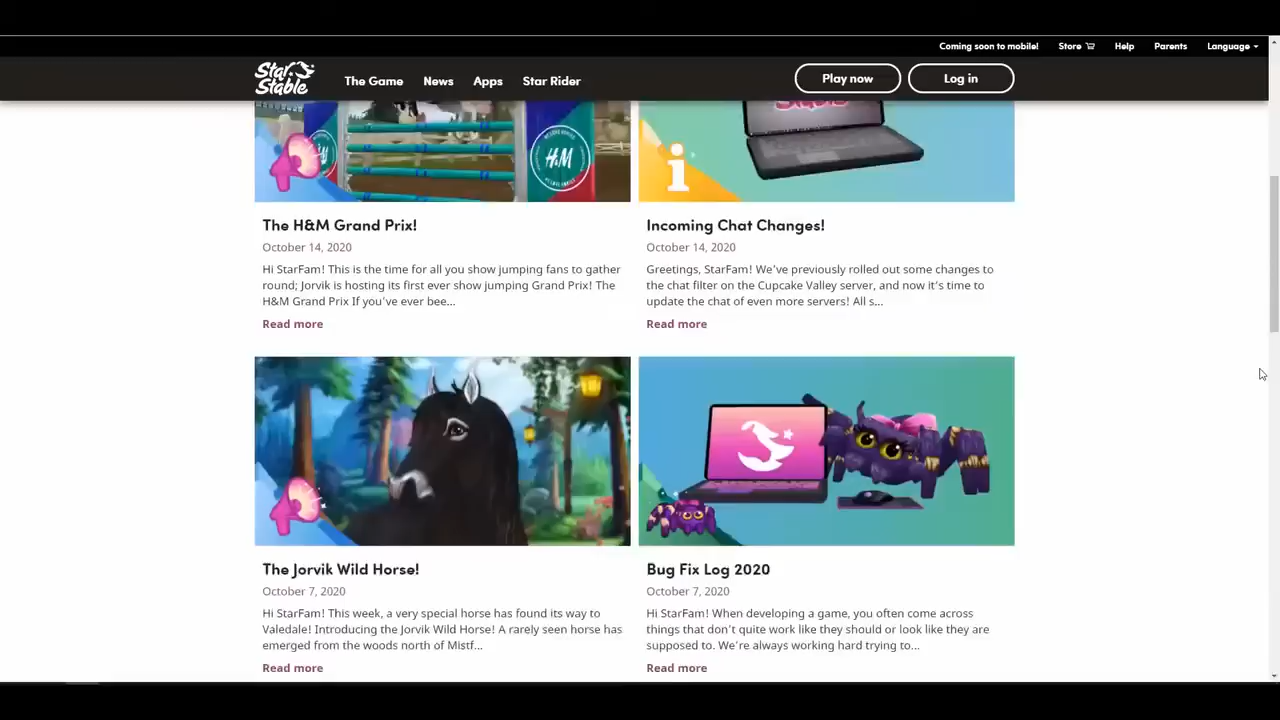 Coming soon to mobile! Store Help Parents Language
Star Stable The Game News Apps Star Rider Play now Log in
H&M
The H&M Grand Prix!
October 14, 2020
Hi StarFam! This is the time for all you show jumping fans to gather
round; Jorvik is hosting its first ever show jumping Grand Prix! The
H&M Grand Prix If you've ever bee...
Read more
Incoming Chat Changes!
October 14, 2020
Greetings, StarFam! We've previously rolled out some changes to
the chat filter on the Cupcake Valley server, and now it's time to
update the chat of even more servers! All s...
Read more
The Jorvik Wild Horse!
October 7, 2020
Hi StarFam! This week, a very special horse has found its way to
Valedale! Introducing the Jorvik Wild Horse! A rarely seen horse has
emerged from the woods north of Mistf...
Read more
Bug Fix Log 2020
October 7, 2020
Hi StarFam! When developing a game, you often come across
things that don't quite work like they should or look like they are
supposed to. We're always working hard trying to...
Read more